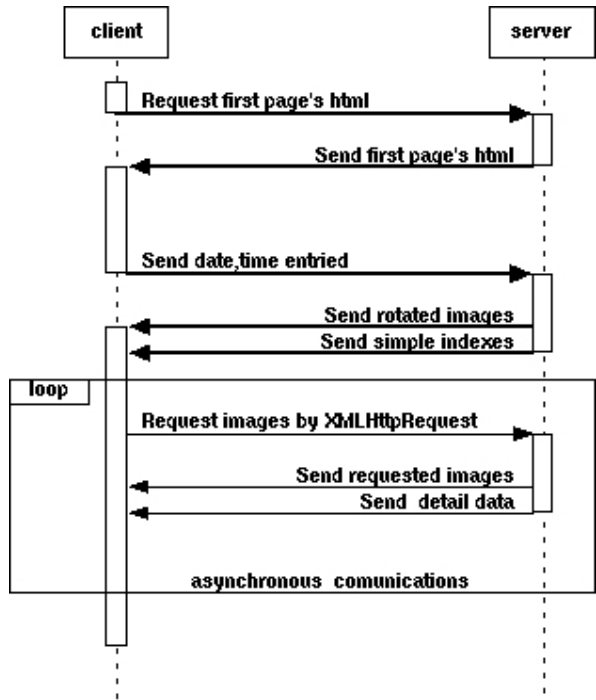 client
server
Request first page's html
Send first page's html
Send date,time entried
Send rotated images
Send simple indexes
loop
Request images by XMLHttpRequest
Send requested images
Send detail data
asynchronous comunications